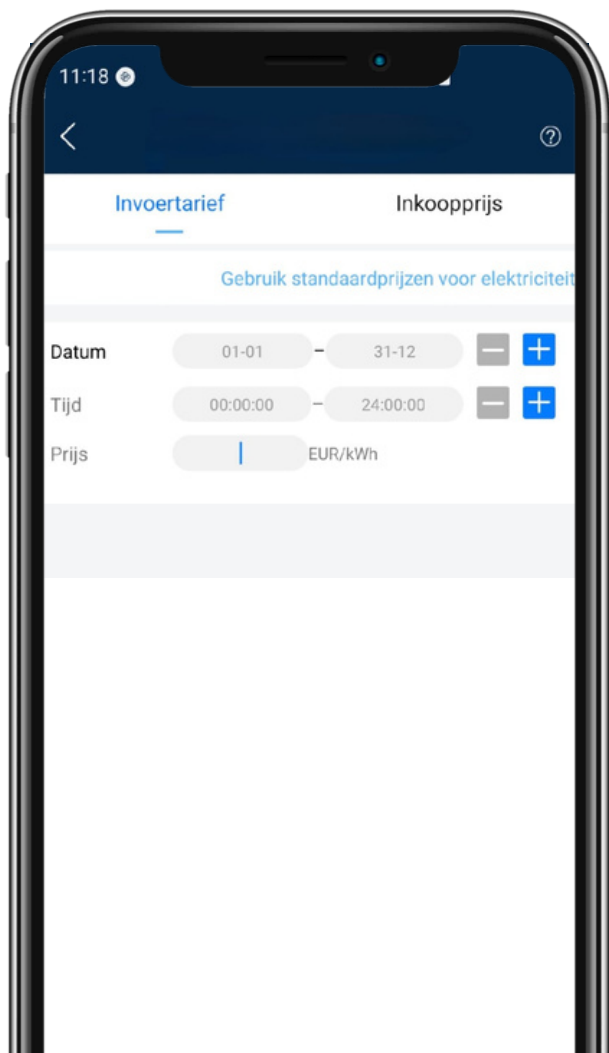 11:18
Invoertarief Inkoopprijs
Gebruik standaardprijzen voor elektriciteit
Datum 01-01 – 31-12
Tijd 00:00:00 – 24:00:00
Prijs EUR/kWh